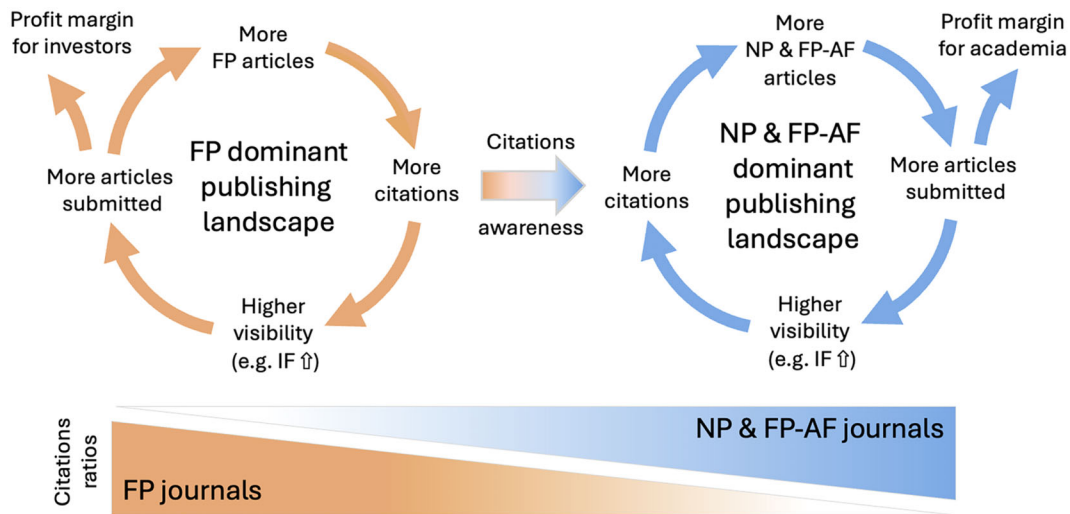 Profit margin
for investors
More
FP articles
FP dominant
publishing
landscape
More articles
submitted
More
citations
Higher
visibility
(e.g. IF ⇧)
Citations
awareness
More
NP & FP-AF
articles
Profit margin
for academia
NP & FP-AF
dominant
publishing
landscape
More
citations
More articles
submitted
Higher
visibility
(e.g. IF ⇧)
Citations
ratios
NP & FP-AF journals
FP journals